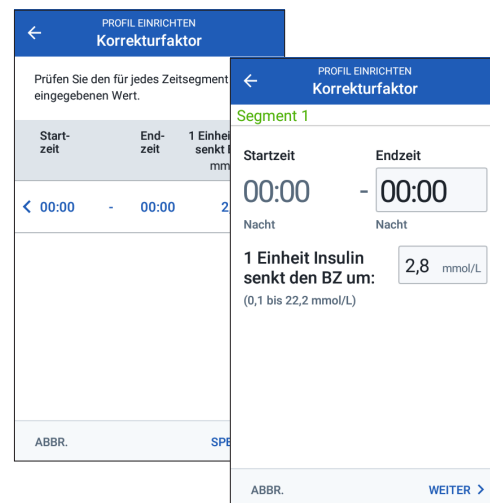 PROFIL EINRICHTEN
Korrekturfaktor
Prüfen Sie den für jedes Zeitsegment
eingegebenen Wert.
Start-
zeit
End-
zeit
1
00:00 - 00:00
ABBR.
PROFIL EINRICHTEN
Korrekturfaktor
Segment 1
Startzeit Endzeit
00:00 - 00:00
Nacht Nacht
1 Einheit Insulin
senkt den BZ um:
2,8 mmol/L
(0,1 bis 22,2 mmol/L)
ABBR. WEITER